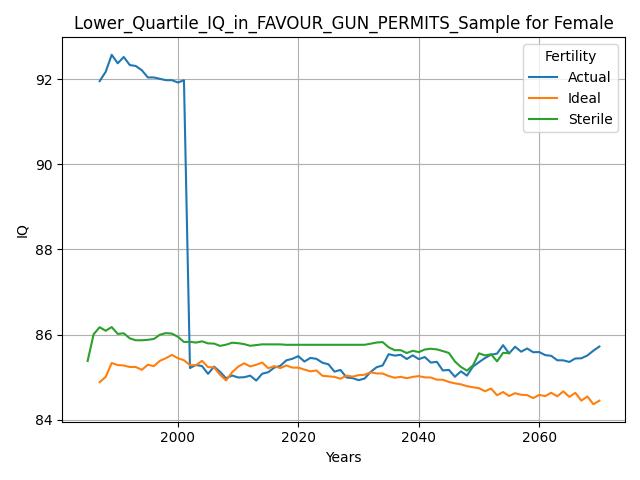 Lower_Quartile_IQ_in_FAVOUR_GUN_PERMITS_Sample for Female
Fertility
Actual
Ideal
Sterile
92
90
88
86
84
IQ
2000
2020
2040
2060
Years